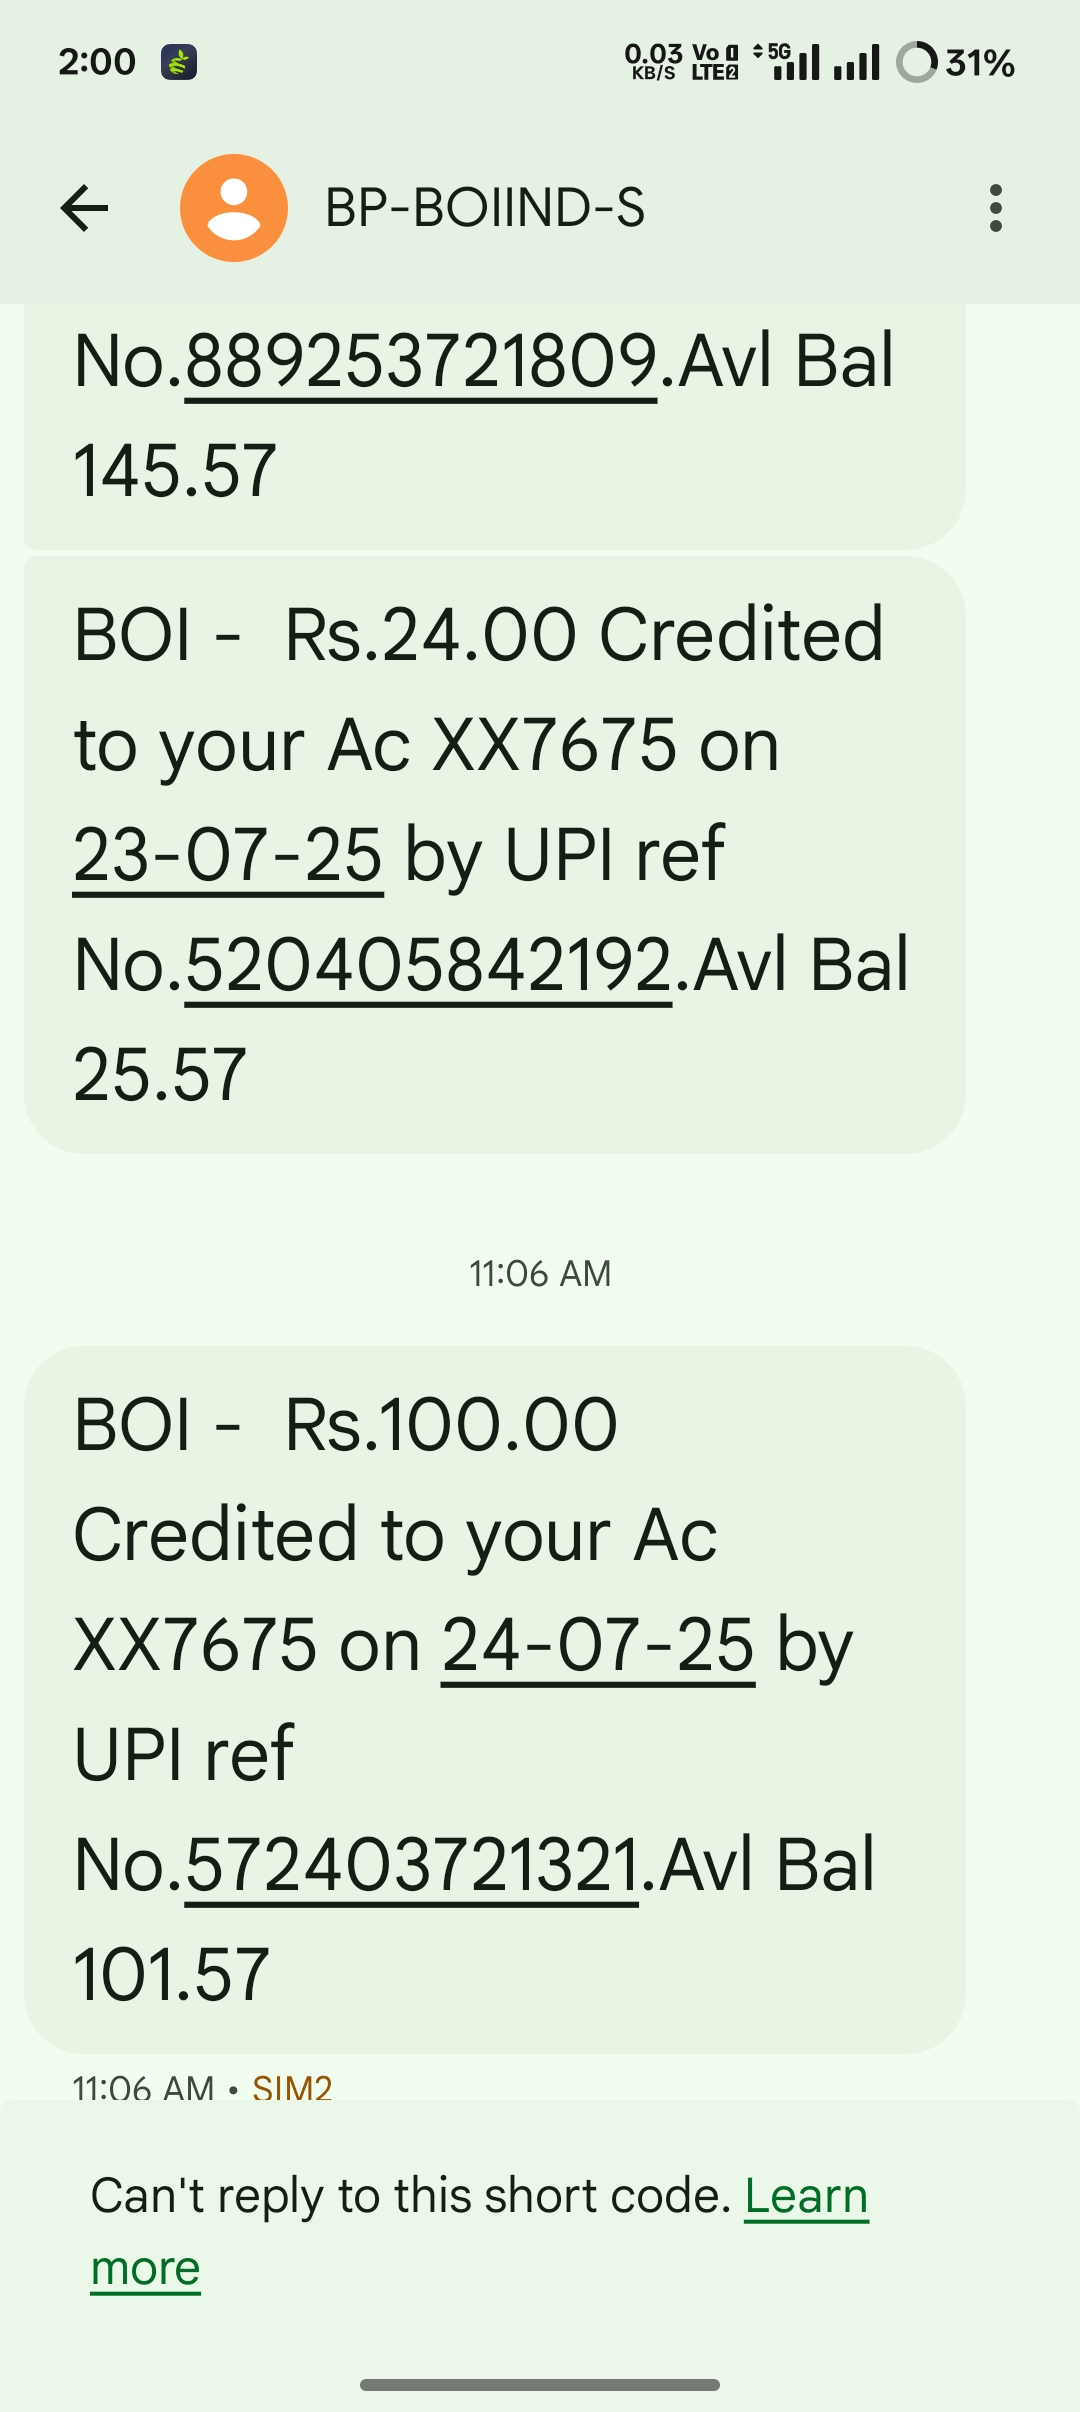 2:00
0.03 KB/S Vo LTE 5G 31%
BP-BOIIND-S
No.889253721809.Avl Bal
145.57
BOI -  Rs.24.00 Credited
to your Ac XX7675 on
23-07-25 by UPI ref
No.520405842192.Avl Bal
25.57
11:06 AM
BOI -  Rs.100.00
Credited to your Ac
XX7675 on 24-07-25 by
UPI ref
No.572403721321.Avl Bal
101.57
11:06 AM • SIM2
Can't reply to this short code. Learn
more